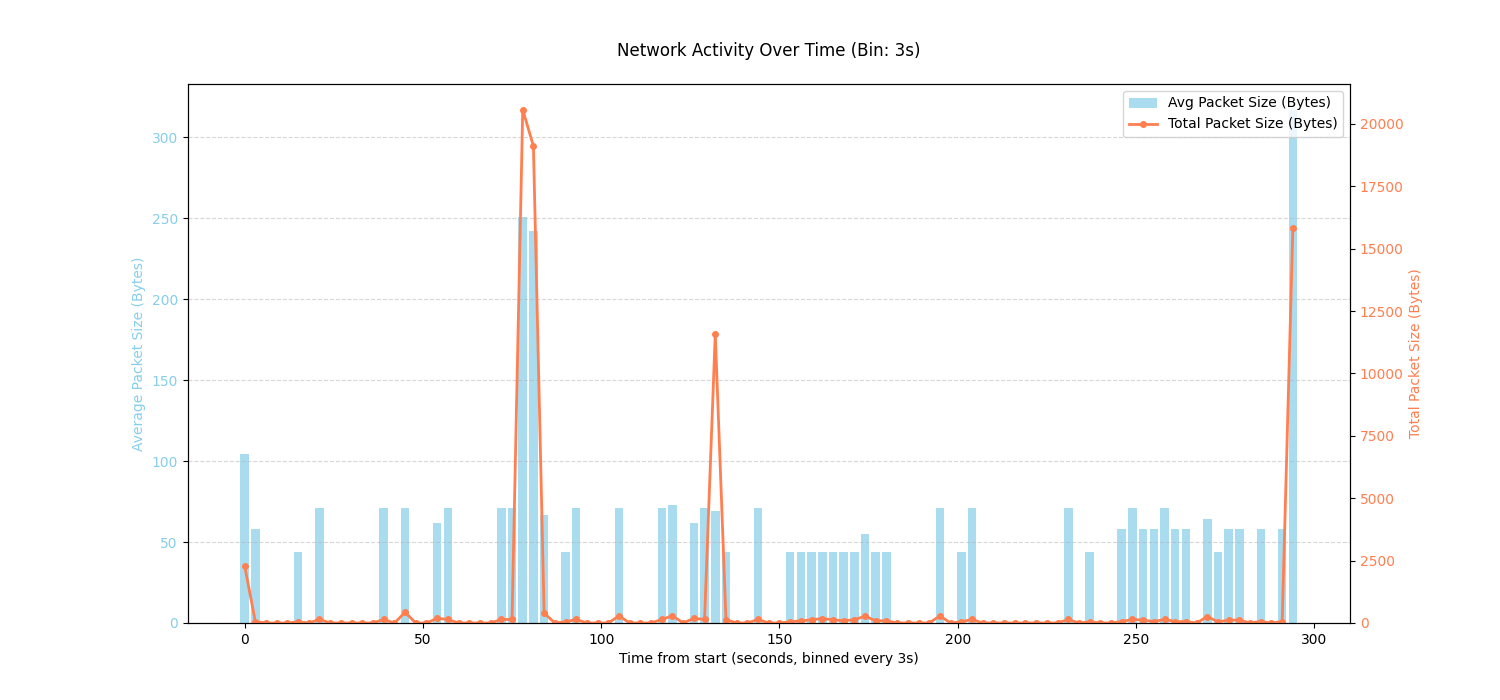 Network Activity Over Time (Bin: 3s)
Avg Packet Size (Bytes)
Total Packet Size (Bytes)
Average Packet Size (Bytes)
300
250
200
150
100
50
0
20000
17500
15000
12500
10000
7500
5000
2500
0
Total Packet Size (Bytes)
0 50 100 150 200 250 300
Time from start (seconds, binned every 3s)